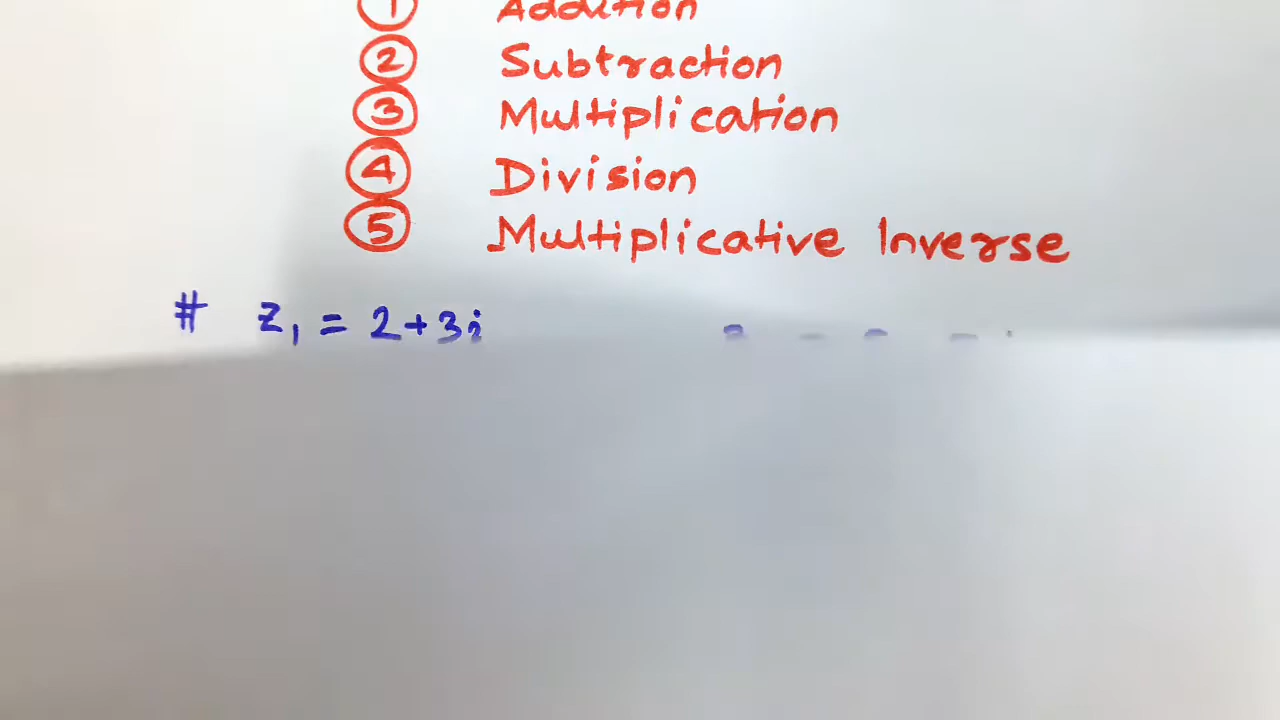 ① Addition
② Subtraction
③ Multiplication
④ Division
⑤ Multiplicative Inverse
# z₁ = 2+3i